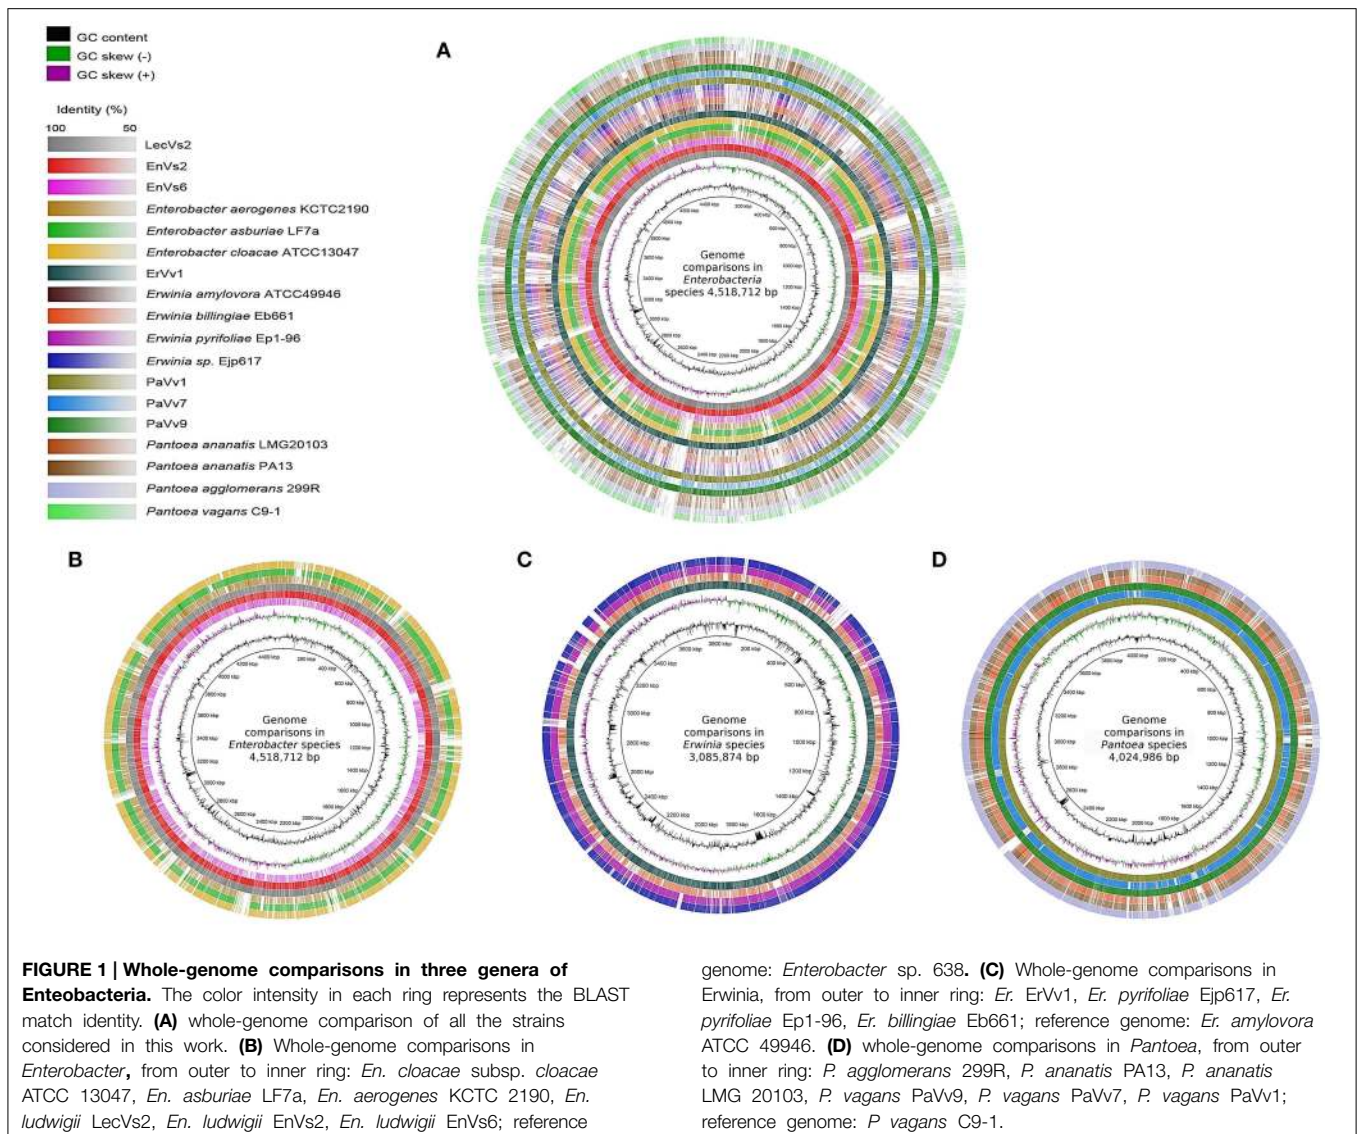 GC content
GC skew (-)
GC skew (+)
Identity (%)
100 50
LecVs2
EnVs2
EnVs6
Enterobacter aerogenes KCTC2190
Enterobacter asburiae LF7a
Enterobacter cloacae ATCC13047
ErVv1
Erwinia amylovora ATCC49946
Erwinia billingiae Eb661
Erwinia pyrifoliae Ep1-96
Erwinia sp. Ejp617
PaVv1
PaVv7
PaVv9
Pantoea ananatis LMG20103
Pantoea ananatis PA13
Pantoea agglomerans 299R
Pantoea vagans C9-1
A
Genome
comparisons in
Enterobacteria
species 4,518,712 bp
B
Genome
comparisons in
Enterobacter species
4,518,712 bp
C
Genome
comparisons in
Erwinia species
3,085,874 bp
D
Genome
comparisons in
Pantoea species
4,024,986 bp
FIGURE 1 | Whole-genome comparisons in three genera of
Enteobacteria. The color intensity in each ring represents the BLAST
match identity. (A) whole-genome comparison of all the strains
considered in this work. (B) Whole-genome comparisons in
Enterobacter, from outer to inner ring: En. cloacae subsp. cloacae
ATCC 13047, En. asburiae LF7a, En. aerogenes KCTC 2190, En.
ludwigii LecVs2, En. ludwigii EnVs2, En. ludwigii EnVs6; reference
genome: Enterobacter sp. 638. (C) Whole-genome comparisons in
Erwinia, from outer to inner ring: Er. ErVv1, Er. pyrifoliae Ejp617, Er.
pyrifoliae Ep1-96, Er. billingiae Eb661; reference genome: Er. amylovora
ATCC 49946. (D) whole-genome comparisons in Pantoea, from outer
to inner ring: P. agglomerans 299R, P. ananatis PA13, P. ananatis
LMG 20103, P. vagans PaVv9, P. vagans PaVv7, P. vagans PaVv1;
reference genome: P vagans C9-1.